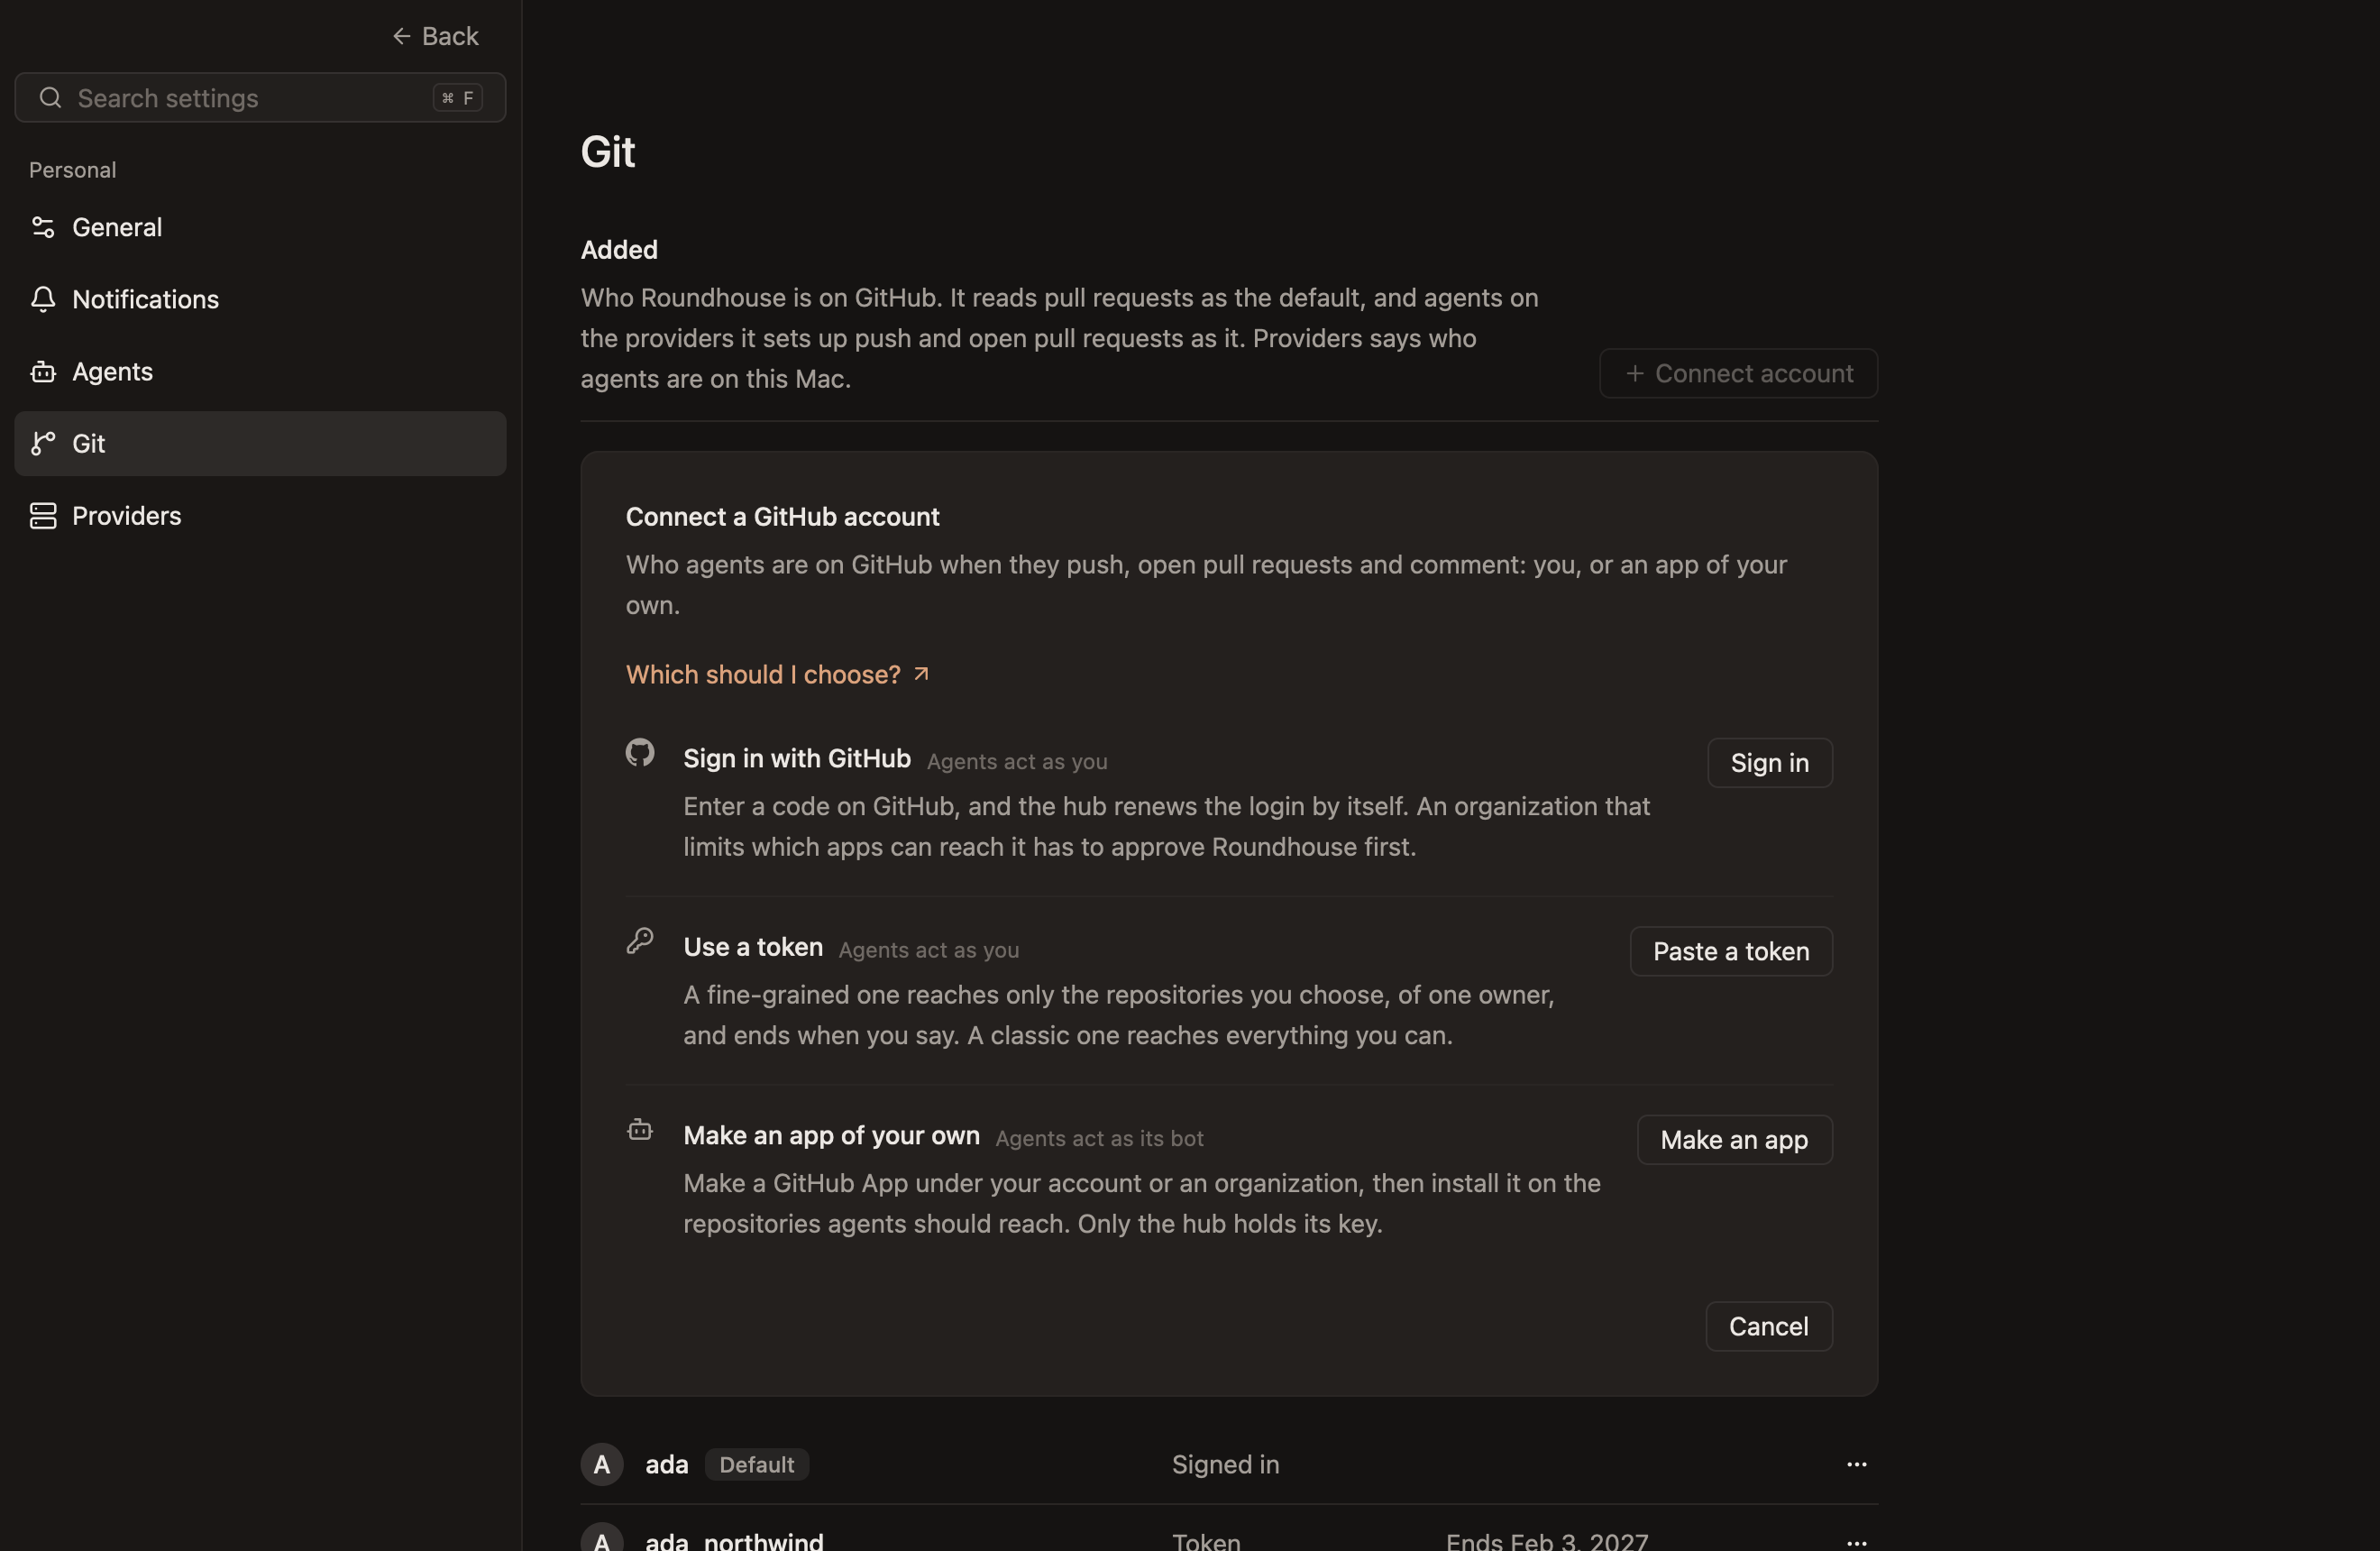 Back
Search settings
⌘ F
Personal
General
Notifications
Agents
Git
Providers
Git
Added
Who Roundhouse is on GitHub. It reads pull requests as the default, and agents on
the providers it sets up push and open pull requests as it. Providers says who
agents are on this Mac.
Connect account
Connect a GitHub account
Who agents are on GitHub when they push, open pull requests and comment: you, or an app of your
own.
Which should I choose?
Sign in with GitHub Agents act as you
Sign in
Enter a code on GitHub, and the hub renews the login by itself. An organization that
limits which apps can reach it has to approve Roundhouse first.
Use a token Agents act as you
Paste a token
A fine-grained one reaches only the repositories you choose, of one owner,
and ends when you say. A classic one reaches everything you can.
Make an app of your own Agents act as its bot
Make an app
Make a GitHub App under your account or an organization, then install it on the
repositories agents should reach. Only the hub holds its key.
Cancel
A ada Default Signed in
A ada_northwind Token Ends Feb 3, 2027